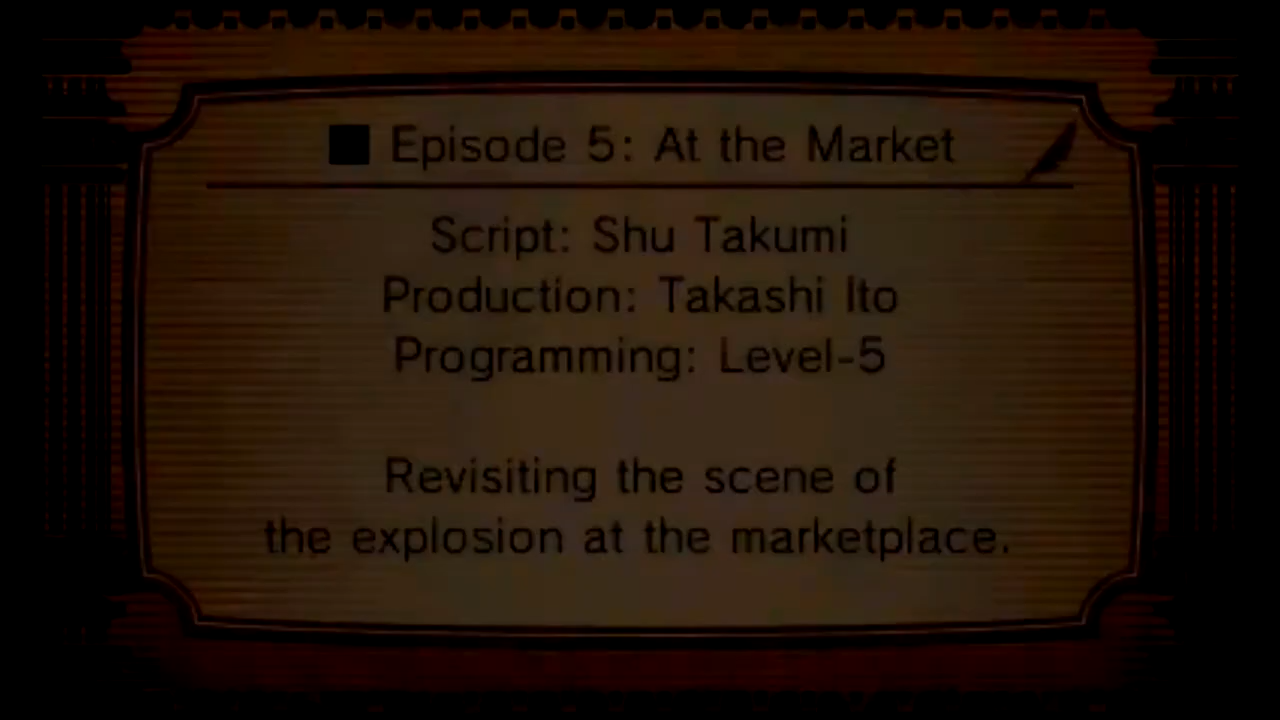 ■ Episode 5: At the Market
Script: Shu Takumi
Production: Takashi Ito
Programming: Level-5
Revisiting the scene of
the explosion at the marketplace.